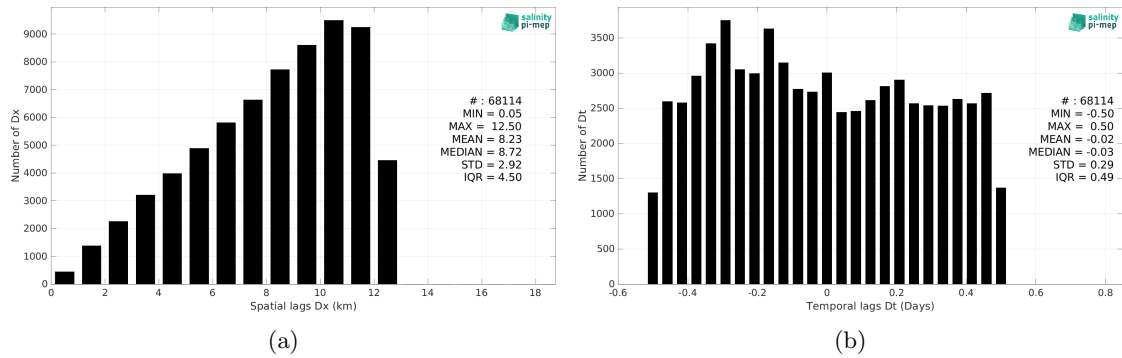 salinity
pi-mep
9000
8000
7000
6000
5000
4000
3000
2000
1000
0
Number of Dx
# : 68114
MIN = 0.05
MAX = 12.50
MEAN = 8.23
MEDIAN = 8.72
STD = 2.92
IQR = 4.50
0 2 4 6 8 10 12 14 16 18
Spatial lags Dx (km)
(a)
salinity
pi-mep
3500
3000
2500
2000
1500
1000
500
0
Number of Dt
# : 68114
MIN = -0.50
MAX = 0.50
MEAN = -0.02
MEDIAN = -0.03
STD = 0.29
IQR = 0.49
-0.6 -0.4 -0.2 0 0.2 0.4 0.6 0.8
Temporal lags Dt (Days)
(b)